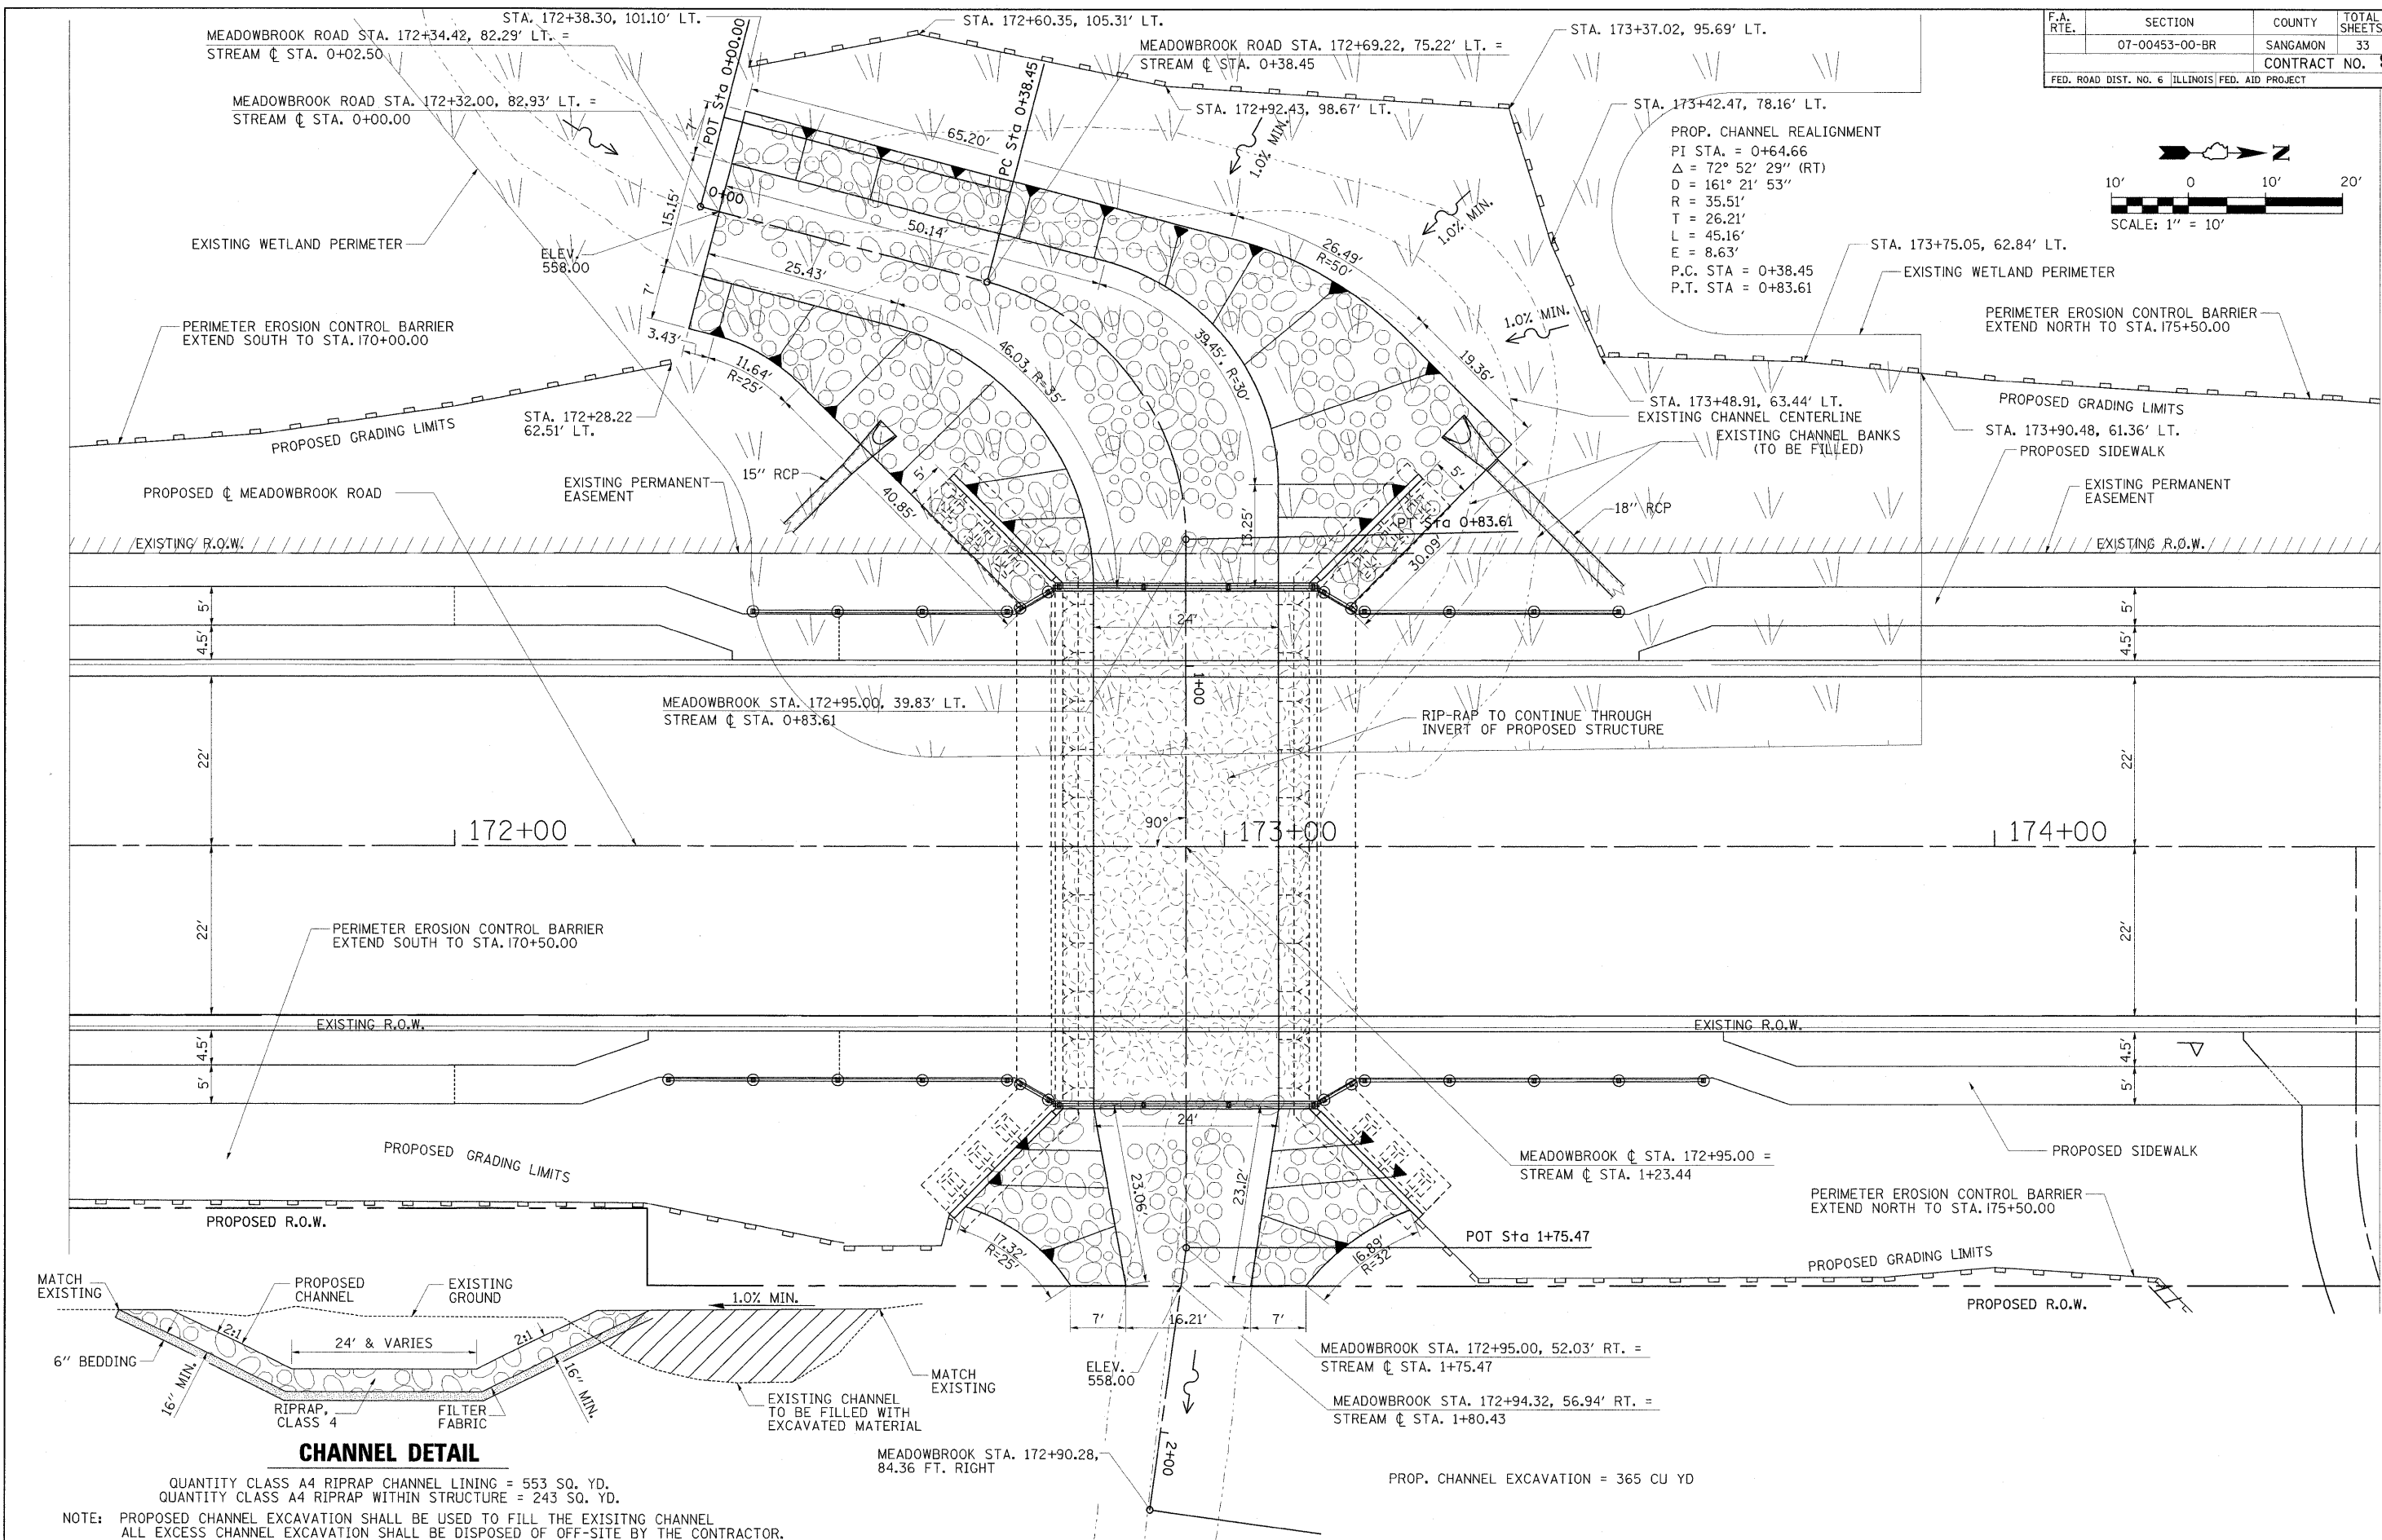 F.A. RTE. SECTION COUNTY TOTAL SHEETS
07-00453-00-BR SANGAMON 33
CONTRACT NO.
FED. ROAD DIST. NO. 6 ILLINOIS FED. AID PROJECT
STA. 172+38.30, 101.10' LT.
STA. 172+60.35, 105.31' LT.
MEADOWBROOK ROAD STA. 172+34.42, 82.29' LT. =
STREAM ℄ STA. 0+02.50
MEADOWBROOK ROAD STA. 172+69.22, 75.22' LT. =
STREAM ℄ STA. 0+38.45
STA. 173+37.02, 95.69' LT.
MEADOWBROOK ROAD STA. 172+32.00, 82.93' LT. =
STREAM ℄ STA. 0+00.00
POT Sta 0+00.00
PC Sta 0+38.45
STA. 172+92.43, 98.67' LT.
STA. 173+42.47, 78.16' LT.
PROP. CHANNEL REALIGNMENT
PI STA. = 0+64.66
Δ = 72° 52' 29'' (RT)
D = 161° 21' 53''
R = 35.51'
T = 26.21'
L = 45.16'
E = 8.63'
P.C. STA = 0+38.45
P.T. STA = 0+83.61
N
10' 0 10' 20'
SCALE: 1'' = 10'
7'
65.20'
1.0% MIN.
1.0% MIN.
1.0% MIN.
0+00
15.15'
50.14'
25.43'
26.49'
R=50'
EXISTING WETLAND PERIMETER
ELEV.
558.00
7'
3.43'
11.64'
R=25'
46.03, R=35'
39.45', R=30'
19.36'
STA. 173+75.05, 62.84' LT.
EXISTING WETLAND PERIMETER
PERIMETER EROSION CONTROL BARRIER
EXTEND NORTH TO STA.175+50.00
PERIMETER EROSION CONTROL BARRIER
EXTEND SOUTH TO STA.170+00.00
STA. 172+28.22
62.51' LT.
PROPOSED GRADING LIMITS
STA. 173+48.91, 63.44' LT.
EXISTING CHANNEL CENTERLINE
EXISTING CHANNEL BANKS
(TO BE FILLED)
PROPOSED GRADING LIMITS
STA. 173+90.48, 61.36' LT.
PROPOSED SIDEWALK
EXISTING PERMANENT
EASEMENT
15'' RCP
EXISTING PERMANENT
EASEMENT
PROPOSED ℄ MEADOWBROOK ROAD
5'
40.85'
5'
18'' RCP
PT Sta 0+83.61
13.25'
30.09'
EXISTING R.O.W.
EXISTING R.O.W.
5'
4.5'
24'
5'
4.5'
1+00
MEADOWBROOK STA. 172+95.00, 39.83' LT.
STREAM ℄ STA. 0+83.61
RIP-RAP TO CONTINUE THROUGH
INVERT OF PROPOSED STRUCTURE
22'
22'
90°
172+00
173+00
174+00
22'
22'
PERIMETER EROSION CONTROL BARRIER
EXTEND SOUTH TO STA.170+50.00
EXISTING R.O.W.
EXISTING R.O.W.
4.5'
5'
4.5'
5'
24'
PROPOSED GRADING LIMITS
23.06'
23.12'
MEADOWBROOK ℄ STA. 172+95.00 =
STREAM ℄ STA. 1+23.44
PROPOSED SIDEWALK
PERIMETER EROSION CONTROL BARRIER
EXTEND NORTH TO STA.175+50.00
PROPOSED R.O.W.
17.32'
R=25'
16.89'
R=32'
POT Sta 1+75.47
PROPOSED GRADING LIMITS
PROPOSED R.O.W.
7'
16.21'
7'
ELEV.
558.00
MEADOWBROOK STA. 172+95.00, 52.03' RT. =
STREAM ℄ STA. 1+75.47
MEADOWBROOK STA. 172+94.32, 56.94' RT. =
STREAM ℄ STA. 1+80.43
2+00
MEADOWBROOK STA. 172+90.28,
84.36 FT. RIGHT
PROP. CHANNEL EXCAVATION = 365 CU YD
MATCH
EXISTING
PROPOSED
CHANNEL
EXISTING
GROUND
1.0% MIN.
2:1
24' & VARIES
2:1
6'' BEDDING
16'' MIN.
16'' MIN.
RIPRAP,
CLASS 4
FILTER
FABRIC
MATCH
EXISTING
EXISTING CHANNEL
TO BE FILLED WITH
EXCAVATED MATERIAL
CHANNEL DETAIL
QUANTITY CLASS A4 RIPRAP CHANNEL LINING = 553 SQ. YD.
QUANTITY CLASS A4 RIPRAP WITHIN STRUCTURE = 243 SQ. YD.
NOTE: PROPOSED CHANNEL EXCAVATION SHALL BE USED TO FILL THE EXISITNG CHANNEL
ALL EXCESS CHANNEL EXCAVATION SHALL BE DISPOSED OF OFF-SITE BY THE CONTRACTOR.